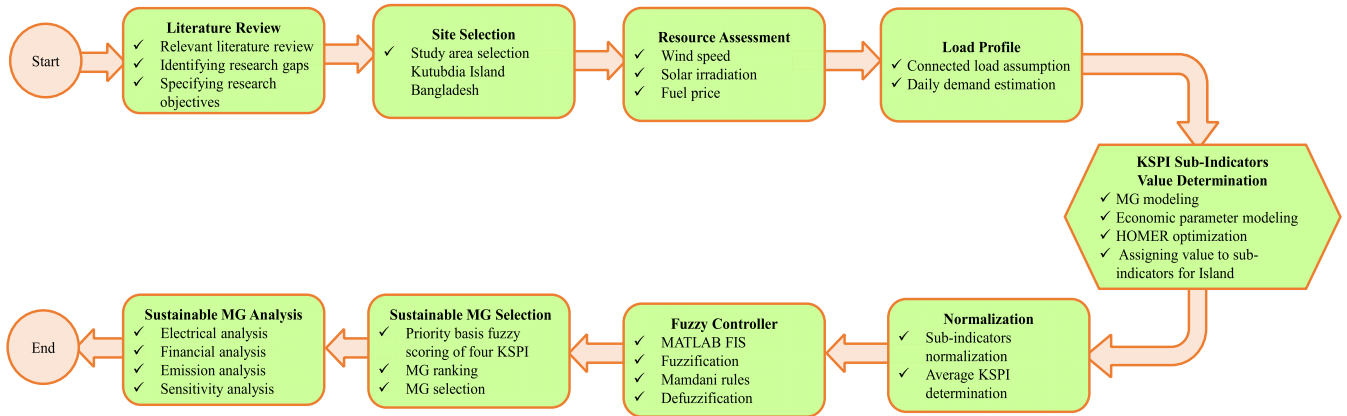 Start
Literature Review
✓ Relevant literature review
✓ Identifying research gaps
✓ Specifying research
objectives
Site Selection
✓ Study area selection
Kutubdia Island
Bangladesh
Resource Assessment
✓ Wind speed
✓ Solar irradiation
✓ Fuel price
Load Profile
✓ Connected load assumption
✓ Daily demand estimation
KSPI Sub-Indicators
Value Determination
✓ MG modeling
✓ Economic parameter modeling
✓ HOMER optimization
✓ Assigning value to sub-
indicators for Island
Normalization
✓ Sub-indicators
normalization
✓ Average KSPI
determination
Fuzzy Controller
✓ MATLAB FIS
✓ Fuzzification
✓ Mamdani rules
✓ Defuzzification
Sustainable MG Selection
✓ Priority basis fuzzy
scoring of four KSPI
✓ MG ranking
✓ MG selection
Sustainable MG Analysis
✓ Electrical analysis
✓ Financial analysis
✓ Emission analysis
✓ Sensitivity analysis
End